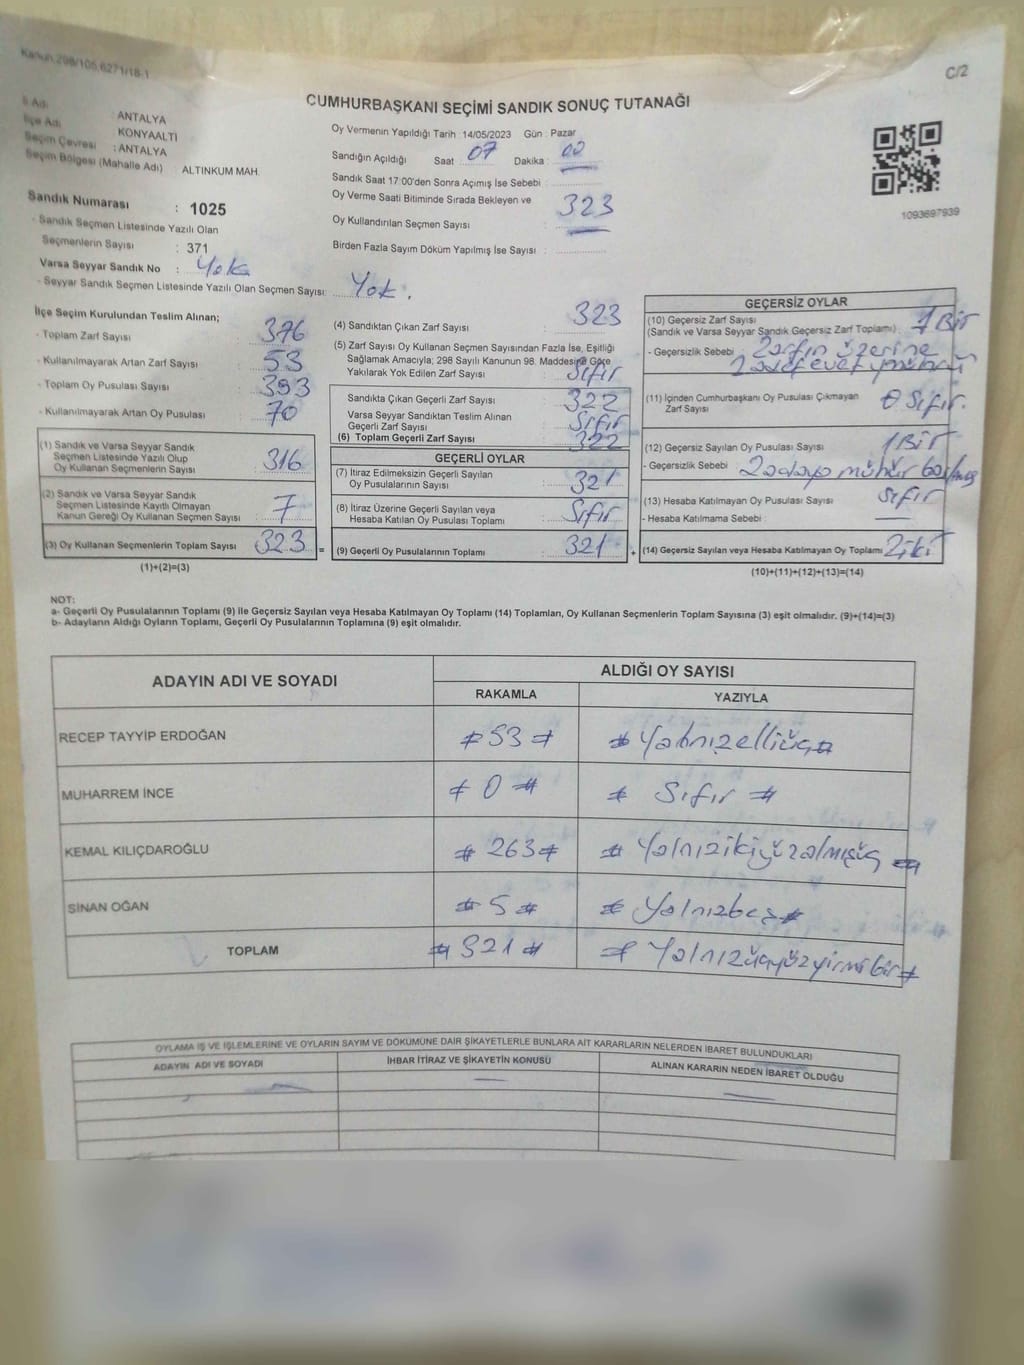 Kanun.298/105,6271/18-1
C/2
CUMHURBAŞKANI SEÇİMİ SANDIK SONUÇ TUTANAĞI
İl Adı : ANTALYA
İlçe Adı : KONYAALTI
Seçim Çevresi : ANTALYA
Seçim Bölgesi (Mahalle Adı) : ALTINKUM MAH.
Sandık Numarası : 1025
- Sandık Seçmen Listesinde Yazılı Olan
Seçmenlerin Sayısı : 371
Varsa Seyyar Sandık No : Yok
- Seyyar Sandık Seçmen Listesinde Yazılı Olan Seçmen Sayısı: Yok.
Oy Vermenin Yapıldığı Tarih : 14/05/2023 Gün : Pazar
Sandığın Açıldığı Saat 07 Dakika : 00
Sandık Saat 17:00'den Sonra Açımış İse Sebebi :
Oy Verme Saati Bitiminde Sırada Bekleyen ve
Oy Kullandırılan Seçmen Sayısı : 323
Birden Fazla Sayım Döküm Yapılmış İse Sayısı :
1093697939
İlçe Seçim Kurulundan Teslim Alınan;
- Toplam Zarf Sayısı : 376
- Kullanılmayarak Artan Zarf Sayısı : 53
- Toplam Oy Pusulası Sayısı : 393
- Kullanılmayarak Artan Oy Pusulası : 70
(1) Sandık ve Varsa Seyyar Sandık
Seçmen Listesinde Yazılı Olup
Oy Kullanan Seçmenlerin Sayısı : 316
(2) Sandık ve Varsa Seyyar Sandık
Seçmen Listesinde Kayıtlı Olmayan
Kanun Gereği Oy Kullanan Seçmen Sayısı : 7
(3) Oy Kullanan Seçmenlerin Toplam Sayısı : 323 =
(1)+(2)=(3)
(4) Sandıktan Çıkan Zarf Sayısı : 323
(5) Zarf Sayısı Oy Kullanan Seçmen Sayısından Fazla İse, Eşitliği
Sağlamak Amacıyla; 298 Sayılı Kanunun 98. Maddesine Göre
Yakılarak Yok Edilen Zarf Sayısı : Sıfır
Sandıkta Çıkan Geçerli Zarf Sayısı : 322
Varsa Seyyar Sandıktan Teslim Alınan
Geçerli Zarf Sayısı : Sıfır
(6) Toplam Geçerli Zarf Sayısı : 322
GEÇERLİ OYLAR
(7) İtiraz Edilmeksizin Geçerli Sayılan
Oy Pusulalarının Sayısı : 321
(8) İtiraz Üzerine Geçerli Sayılan veya
Hesaba Katılan Oy Pusulası Toplamı : Sıfır
(9) Geçerli Oy Pusulalarının Toplamı : 321 +
GEÇERSİZ OYLAR
(10) Geçersiz Zarf Sayısı
(Sandık ve Varsa Seyyar Sandık Geçersiz Zarf Toplamı) : 1 Bir
- Geçersizlik Sebebi : Zarfın üzerine
evet
(11) İçinden Cumhurbaşkanı Oy Pusulası Çıkmayan
Zarf Sayısı : 0 Sıfır.
(12) Geçersiz Sayılan Oy Pusulası Sayısı : 1 Bir
- Geçersizlik Sebebi : 2 adaya mühür basılmış
(13) Hesaba Katılmayan Oy Pusulası Sayısı : Sıfır
- Hesaba Katılmama Sebebi :
(14) Geçersiz Sayılan veya Hesaba Katılmayan Oy Toplamı : 2 iki
(10)+(11)+(12)+(13)=(14)
NOT:
a- Geçerli Oy Pusulalarının Toplamı (9) ile Geçersiz Sayılan veya Hesaba Katılmayan Oy Toplamı (14) Toplamları, Oy Kullanan Seçmenlerin Toplam Sayısına (3) eşit olmalıdır. (9)+(14)=(3)
b- Adayların Aldığı Oyların Toplamı, Geçerli Oy Pusulalarının Toplamına (9) eşit olmalıdır.
ADAYIN ADI VE SOYADI
ALDIĞI OY SAYISI
RAKAMLA YAZIYLA
RECEP TAYYİP ERDOĞAN # 53 # # Yalnızelliüç #
MUHARREM İNCE # 0 # # Sıfır #
KEMAL KILIÇDAROĞLU # 263 # # Yalnızikiyüzaltmışüç #
SİNAN OĞAN # 5 # # Yalnızbeş #
TOPLAM # 321 # # Yalnızüçyüzyirmibir #
OYLAMA İŞ VE İŞLEMLERİNE VE OYLARIN SAYIM VE DÖKÜMÜNE DAİR ŞİKAYETLERLE BUNLARA AİT KARARLARIN NELERDEN İBARET BULUNDUKLARI
ADAYIN ADI VE SOYADI İHBAR İTİRAZ VE ŞİKAYETİN KONUSU ALINAN KARARIN NEDEN İBARET OLDUĞU